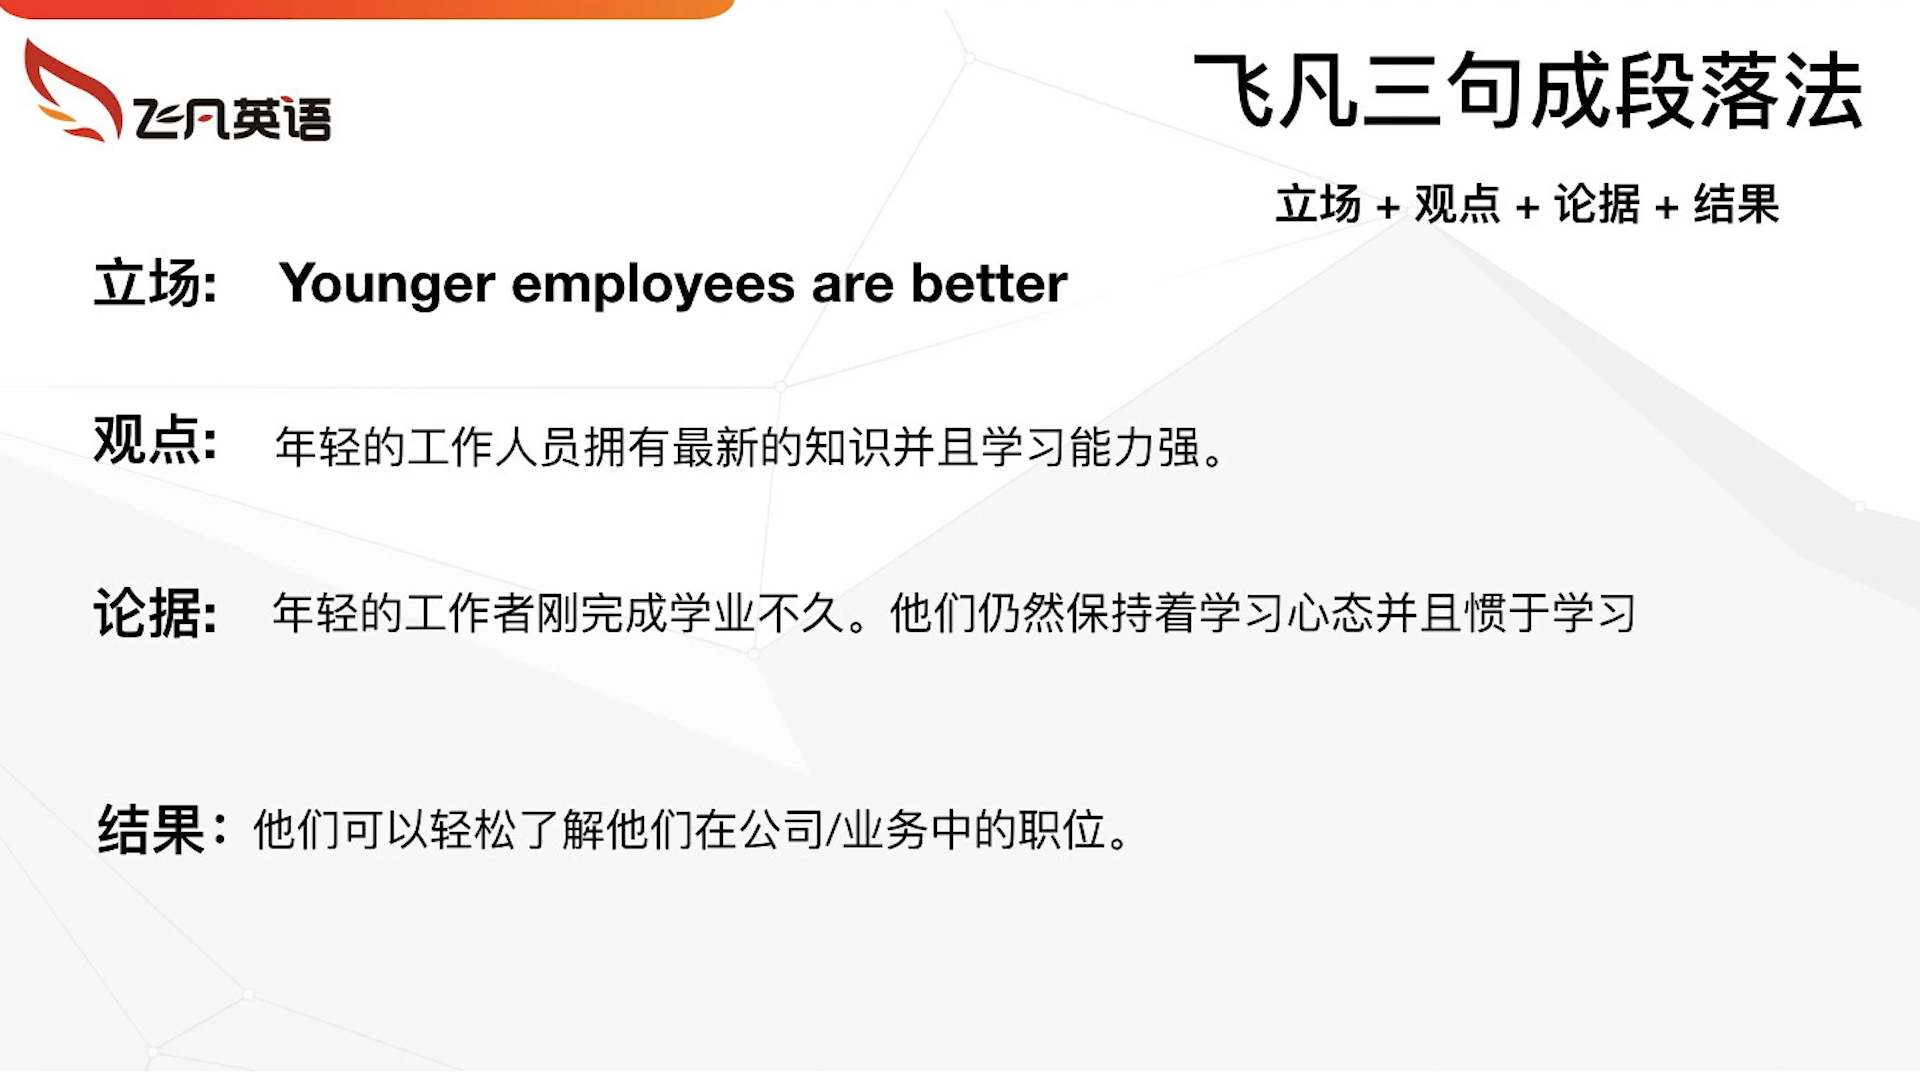 飞凡英语
飞凡三句成段落法
立场 + 观点 + 论据 + 结果
立场: Younger employees are better
观点: 年轻的工作人员拥有最新的知识并且学习能力强。
论据: 年轻的工作者刚完成学业不久。他们仍然保持着学习心态并且惯于学习
结果：他们可以轻松了解他们在公司/业务中的职位。